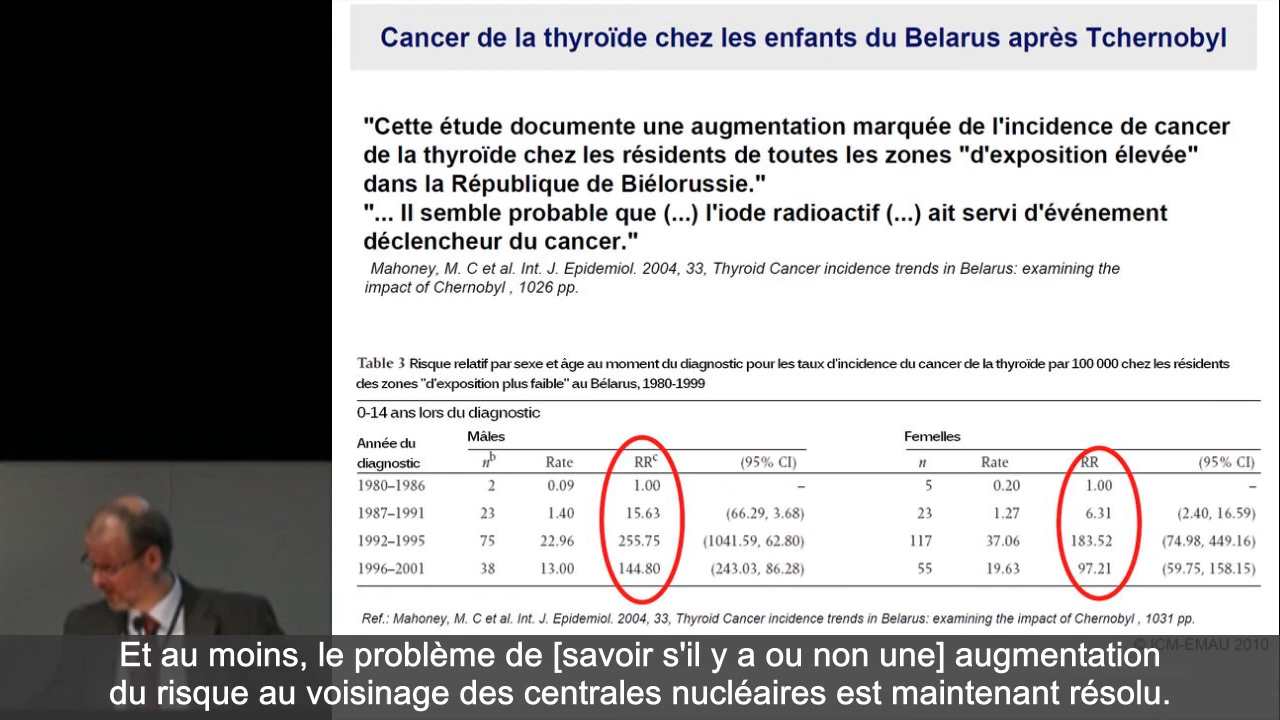 Cancer de la thyroïde chez les enfants du Belarus après Tchernobyl
"Cette étude documente une augmentation marquée de l'incidence de cancer
de la thyroïde chez les résidents de toutes les zones "d'exposition élevée"
dans la République de Biélorussie."
"... Il semble probable que (...) l'iode radioactif (...) ait servi d'événement
déclencheur du cancer."
Mahoney, M. C et al. Int. J. Epidemiol. 2004, 33, Thyroid Cancer incidence trends in Belarus: examining the
impact of Chernobyl , 1026 pp.
Table 3 Risque relatif par sexe et âge au moment du diagnostic pour les taux d'incidence du cancer de la thyroïde par 100 000 chez les résidents
des zones "d'exposition plus faible" au Bélarus, 1980-1999
0-14 ans lors du diagnostic
Année du diagnostic
Mâles
Femelles
n^b Rate RR^c (95% CI) n Rate RR (95% CI)
1980–1986 2 0.09 1.00 – 5 0.20 1.00 –
1987–1991 23 1.40 15.63 (66.29, 3.68) 23 1.27 6.31 (2.40, 16.59)
1992–1995 75 22.96 255.75 (1041.59, 62.80) 117 37.06 183.52 (74.98, 449.16)
1996–2001 38 13.00 144.80 (243.03, 86.28) 55 19.63 97.21 (59.75, 158.15)
Ref.: Mahoney, M. C et al. Int. J. Epidemiol. 2004, 33, Thyroid Cancer incidence trends in Belarus: examining the impact of Chernobyl , 1031 pp.
© ICM-EMAU 2010
Et au moins, le problème de [savoir s'il y a ou non une] augmentation
du risque au voisinage des centrales nucléaires est maintenant résolu.